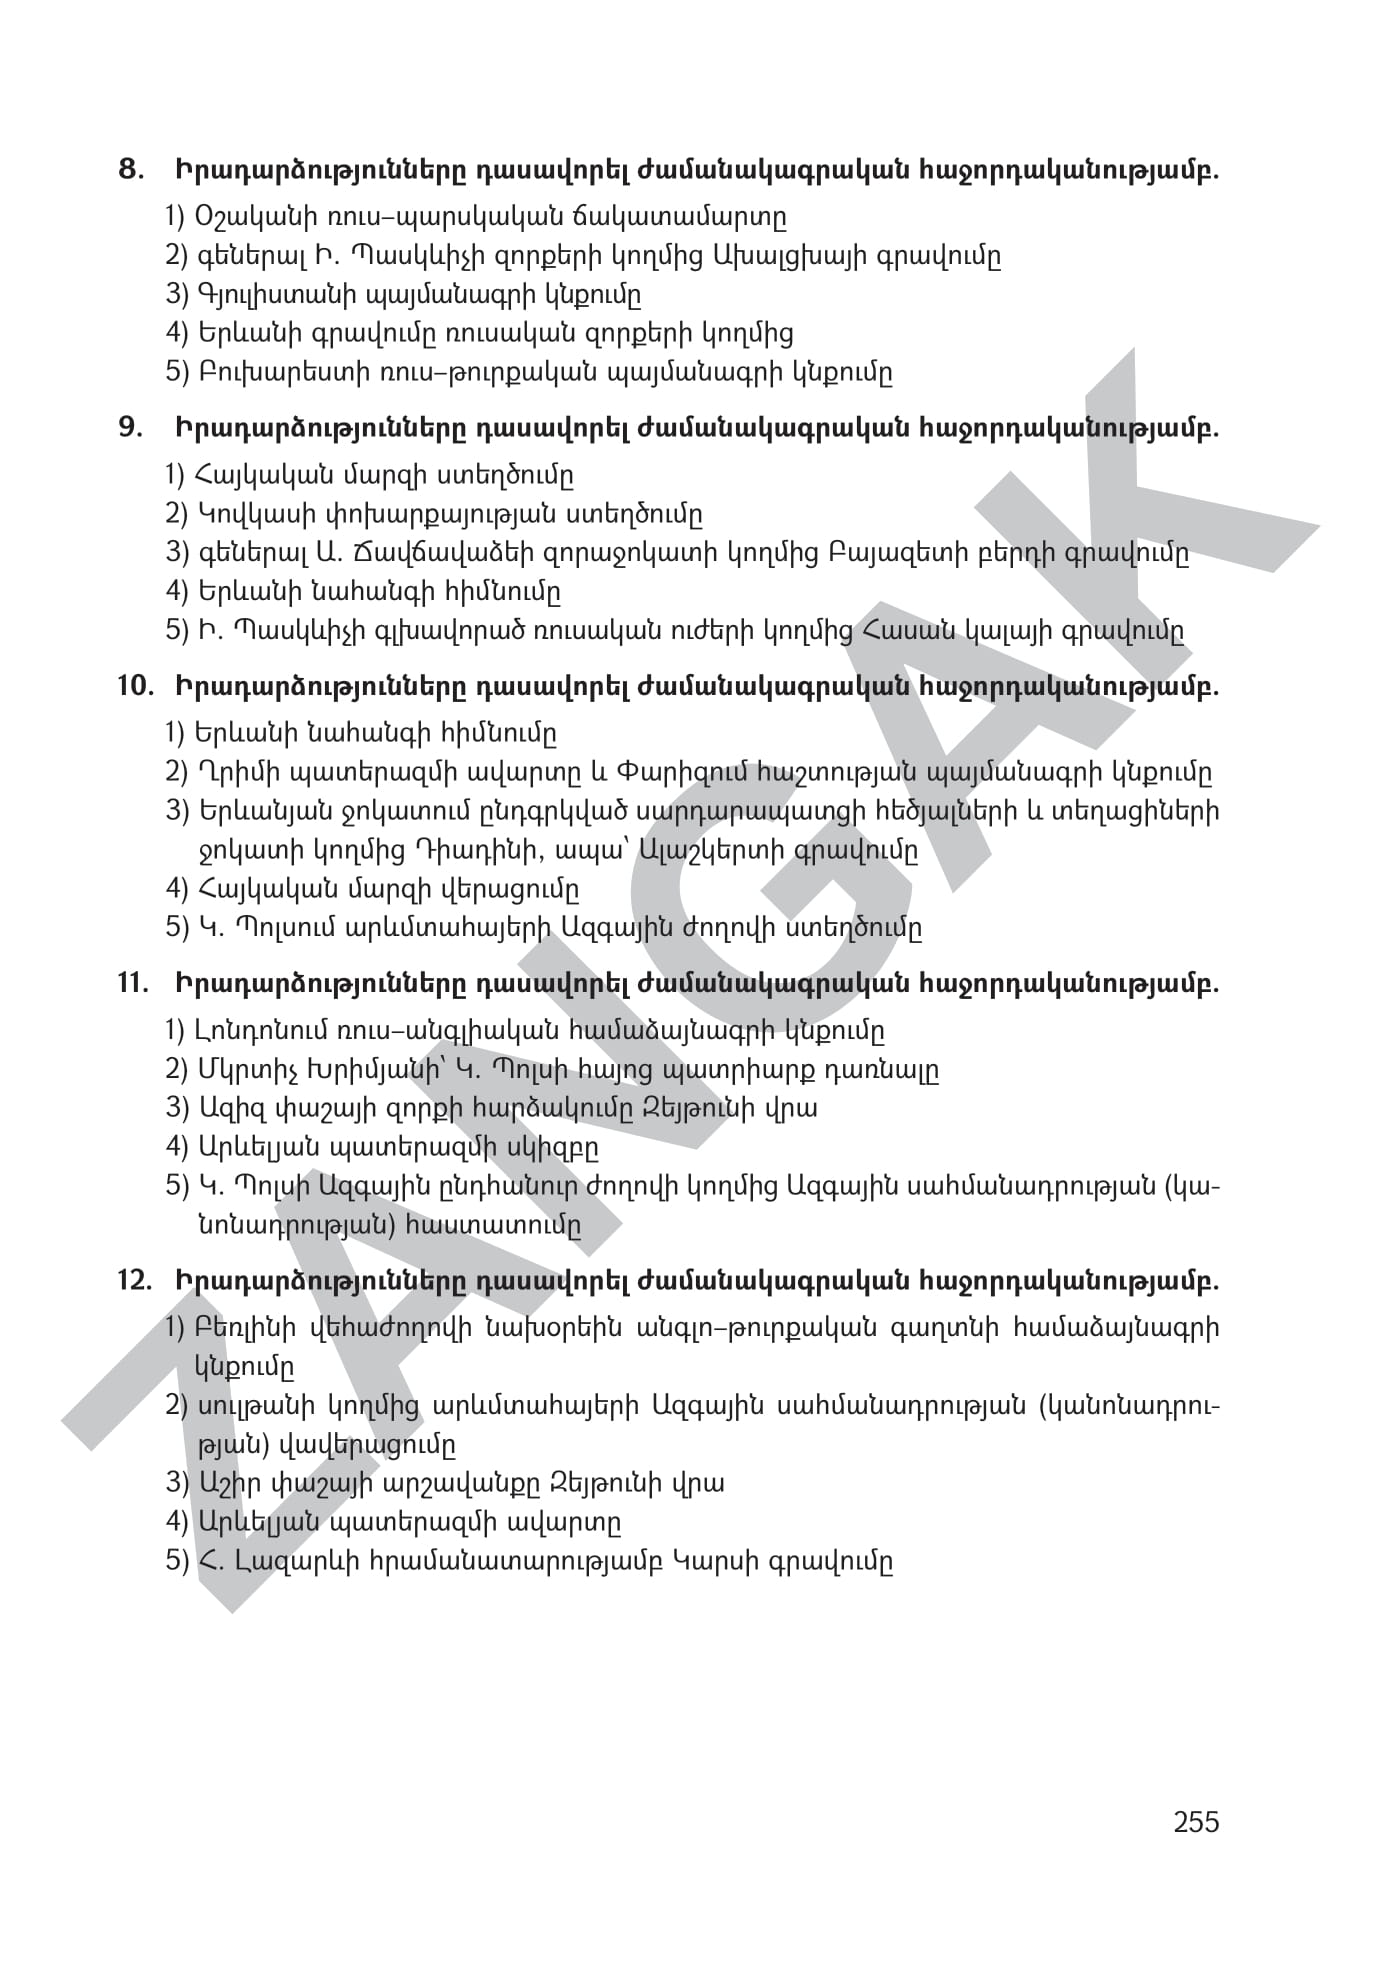 8. Իրադարձությունները դասավորել ժամանակագրական հաջորդականությամբ.
1) Օշականի ռուս–պարսկական ճակատամարտը
2) գեներալ Ի. Պասկևիչի զորքերի կողմից Ախալցխայի գրավումը
3) Գյուլիստանի պայմանագրի կնքումը
4) Երևանի գրավումը ռուսական զորքերի կողմից
5) Բուխարեստի ռուս–թուրքական պայմանագրի կնքումը
9. Իրադարձությունները դասավորել ժամանակագրական հաջորդականությամբ.
1) Հայկական մարզի ստեղծումը
2) Կովկասի փոխարքայության ստեղծումը
3) գեներալ Ա. Ճավճավաձեի զորաջոկատի կողմից Բայազետի բերդի գրավումը
4) Երևանի նահանգի հիմնումը
5) Ի. Պասկևիչի գլխավորած ռուսական ուժերի կողմից Հասան կալայի գրավումը
10. Իրադարձությունները դասավորել ժամանակագրական հաջորդականությամբ.
1) Երևանի նահանգի հիմնումը
2) Ղրիմի պատերազմի ավարտը և Փարիզում հաշտության պայմանագրի կնքումը
3) Երևանյան ջոկատում ընդգրկված սարդարապատցի հեծյալների և տեղացիների
ջոկատի կողմից Դիադինի, ապա՝ Ալաշկերտի գրավումը
4) Հայկական մարզի վերացումը
5) Կ. Պոլսում արևմտահայերի Ազգային ժողովի ստեղծումը
11. Իրադարձությունները դասավորել ժամանակագրական հաջորդականությամբ.
1) Լոնդոնում ռուս–անգլիական համաձայնագրի կնքումը
2) Մկրտիչ Խրիմյանի՝ Կ. Պոլսի հայոց պատրիարք դառնալը
3) Ազիզ փաշայի զորքի հարձակումը Զեյթունի վրա
4) Արևելյան պատերազմի սկիզբը
5) Կ. Պոլսի Ազգային ընդհանուր ժողովի կողմից Ազգային սահմանադրության (կա-
նոնադրության) հաստատումը
12. Իրադարձությունները դասավորել ժամանակագրական հաջորդականությամբ.
1) Բեռլինի վեհաժողովի նախօրեին անգլո–թուրքական գաղտնի համաձայնագրի
կնքումը
2) սուլթանի կողմից արևմտահայերի Ազգային սահմանադրության (կանոնադրու-
թյան) վավերացումը
3) Աշիր փաշայի արշավանքը Զեյթունի վրա
4) Արևելյան պատերազմի ավարտը
5) Հ. Լազարևի հրամանատարությամբ Կարսի գրավումը
ZANGAK
255